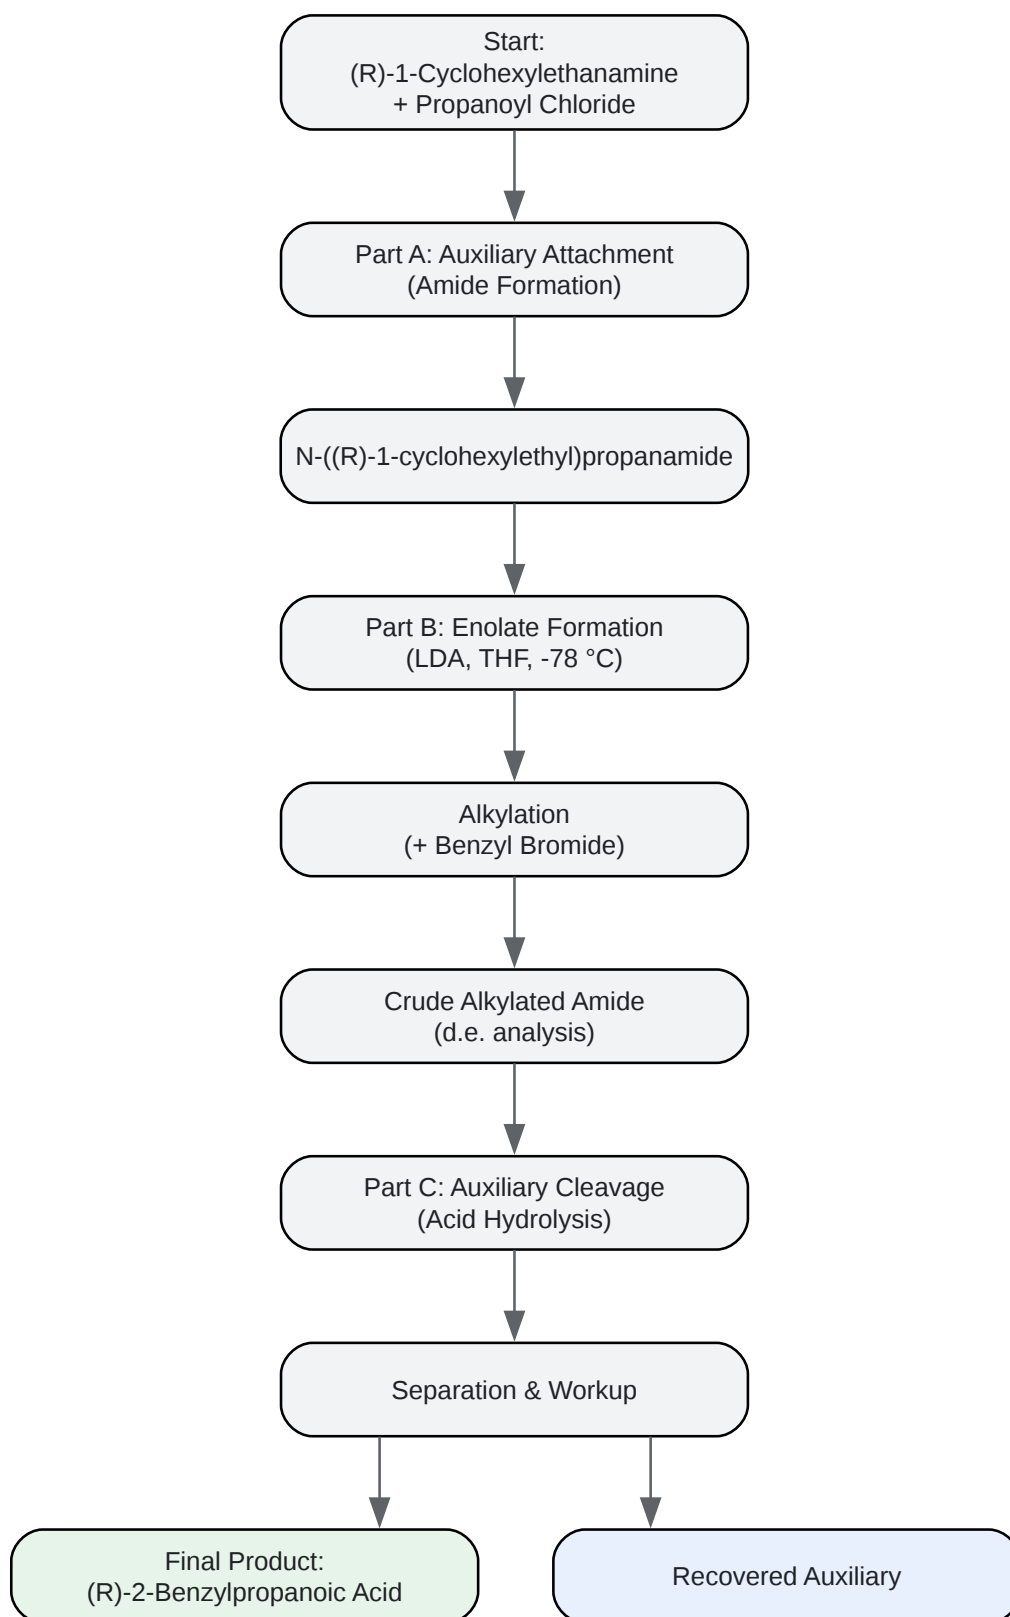 Start:
(R)-1-Cyclohexylethanamine
+ Propanoyl Chloride
Part A: Auxiliary Attachment
(Amide Formation)
N-((R)-1-cyclohexylethyl)propanamide
Part B: Enolate Formation
(LDA, THF, -78 °C)
Alkylation
(+ Benzyl Bromide)
Crude Alkylated Amide
(d.e. analysis)
Part C: Auxiliary Cleavage
(Acid Hydrolysis)
Separation & Workup
Final Product:
(R)-2-Benzylpropanoic Acid
Recovered Auxiliary